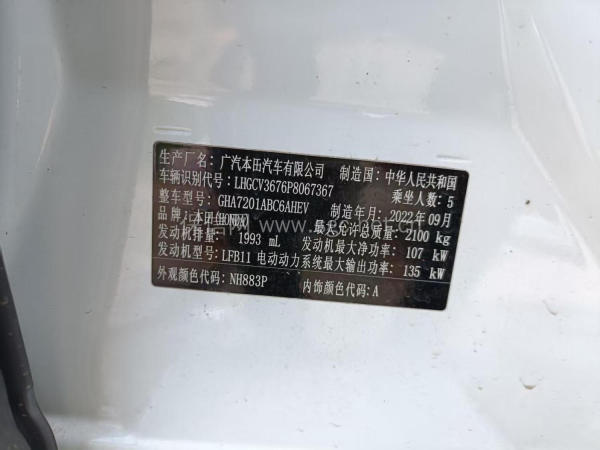 生产厂名：广汽本田汽车有限公司 制造国：中华人民共和国
车辆识别代号：LHGCV3676P8067367 乘坐人数：5
整车型号：GHA7201ABC6AHEV 制造年月：2022年09月
品牌：本田(HONDA) 最大允许总质量：2100 kg
发动机排量：1993 mL 发动机最大净功率：107 kW
发动机型号：LFB11 电动动力系统最大输出功率：135 kW
外观颜色代码：NH883P 内饰颜色代码：A